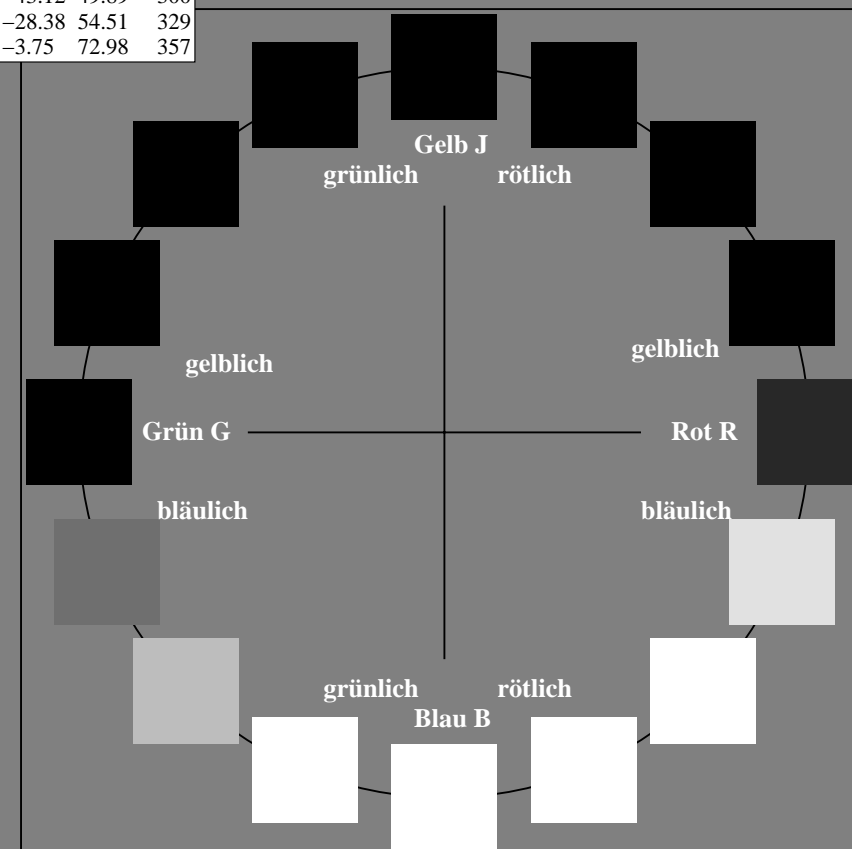 −28.38 54.51 329
−3.75 72.98 357
Gelb J
grünlich rötlich
gelblich
gelblich
Grün G Rot R
bläulich bläulich
grünlich rötlich
Blau B